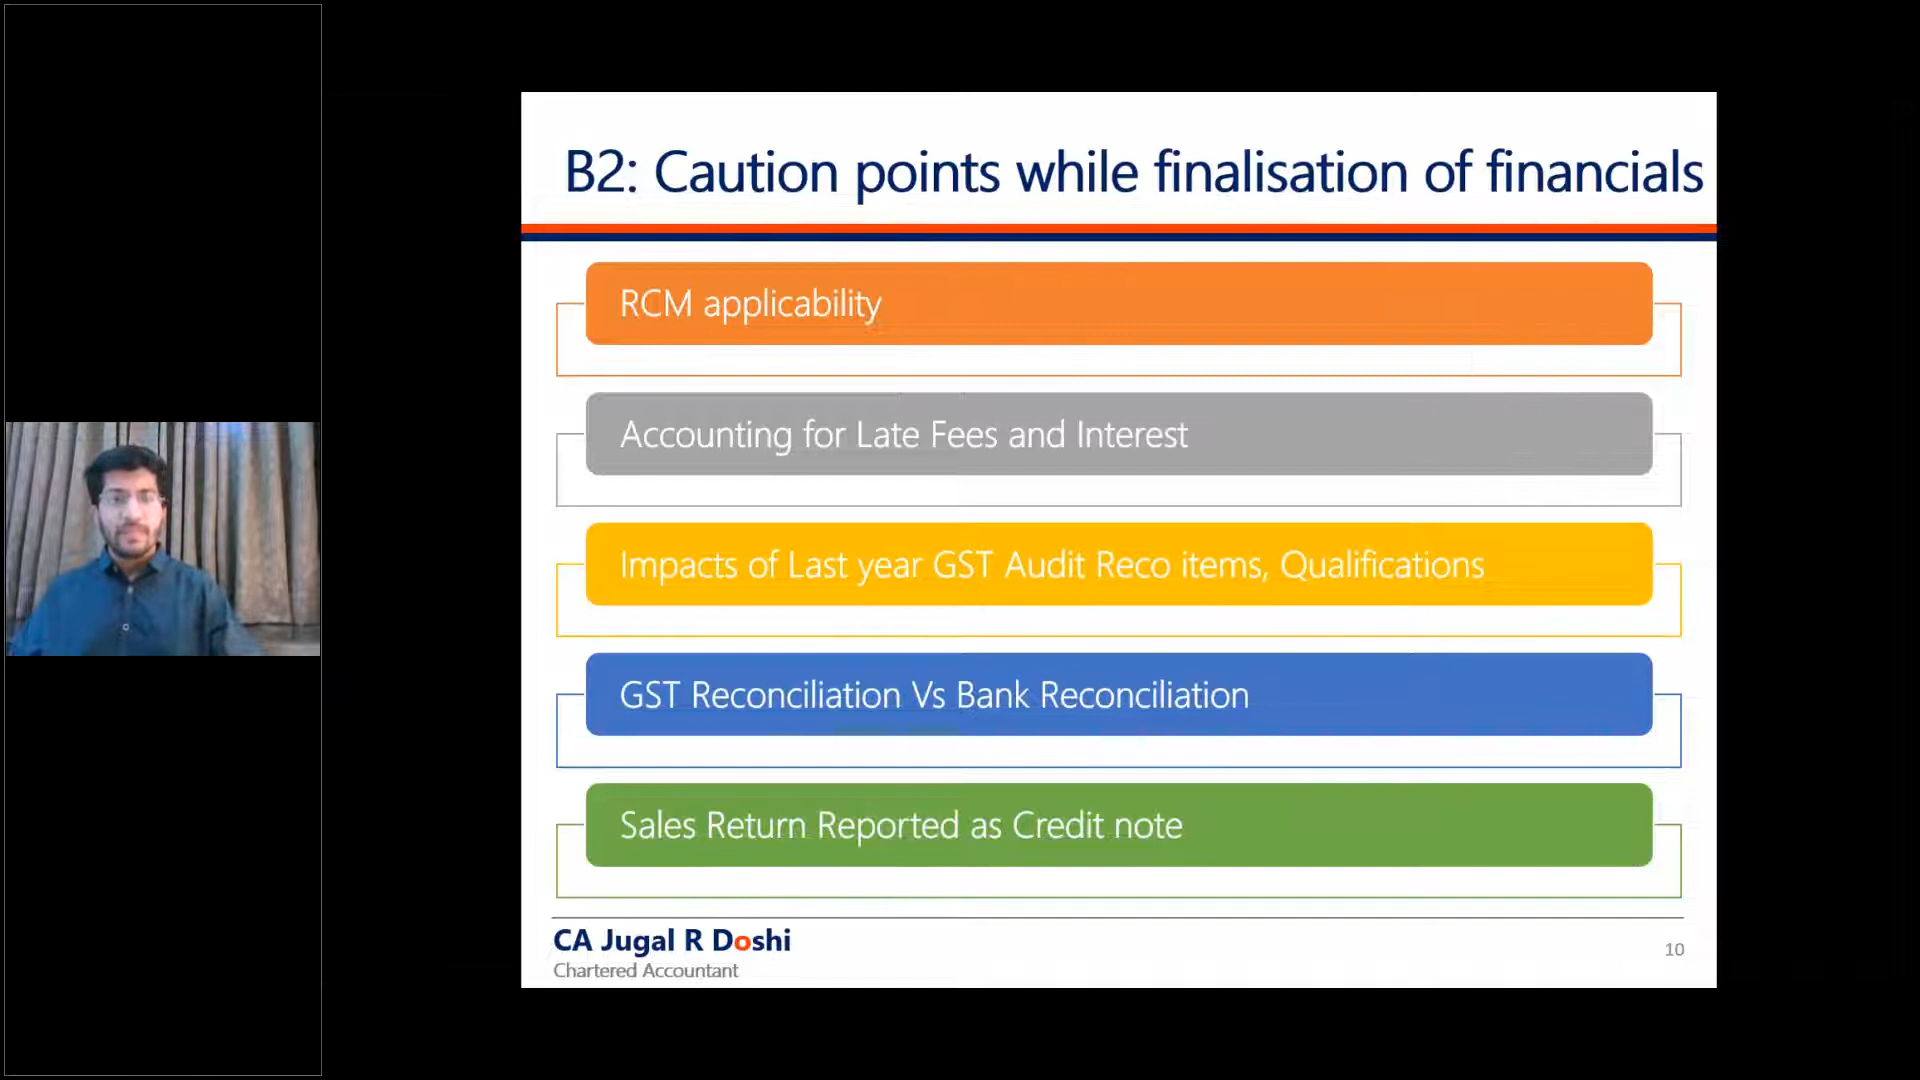 B2: Caution points while finalisation of financials
RCM applicability
Accounting for Late Fees and Interest
Impacts of Last year GST Audit Reco items, Qualifications
GST Reconciliation Vs Bank Reconciliation
Sales Return Reported as Credit note
CA Jugal R Doshi
Chartered Accountant
10